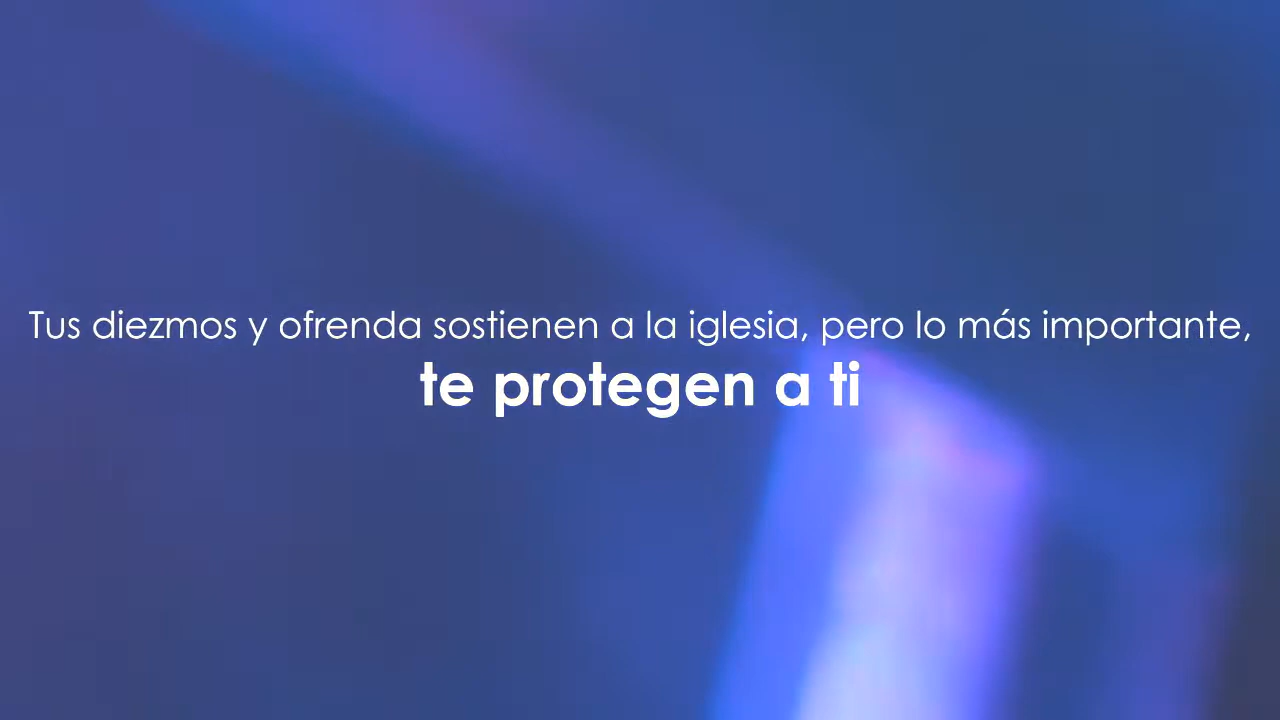 Tus diezmos y ofrenda sostienen a la iglesia, pero lo más importante,
te protegen a ti